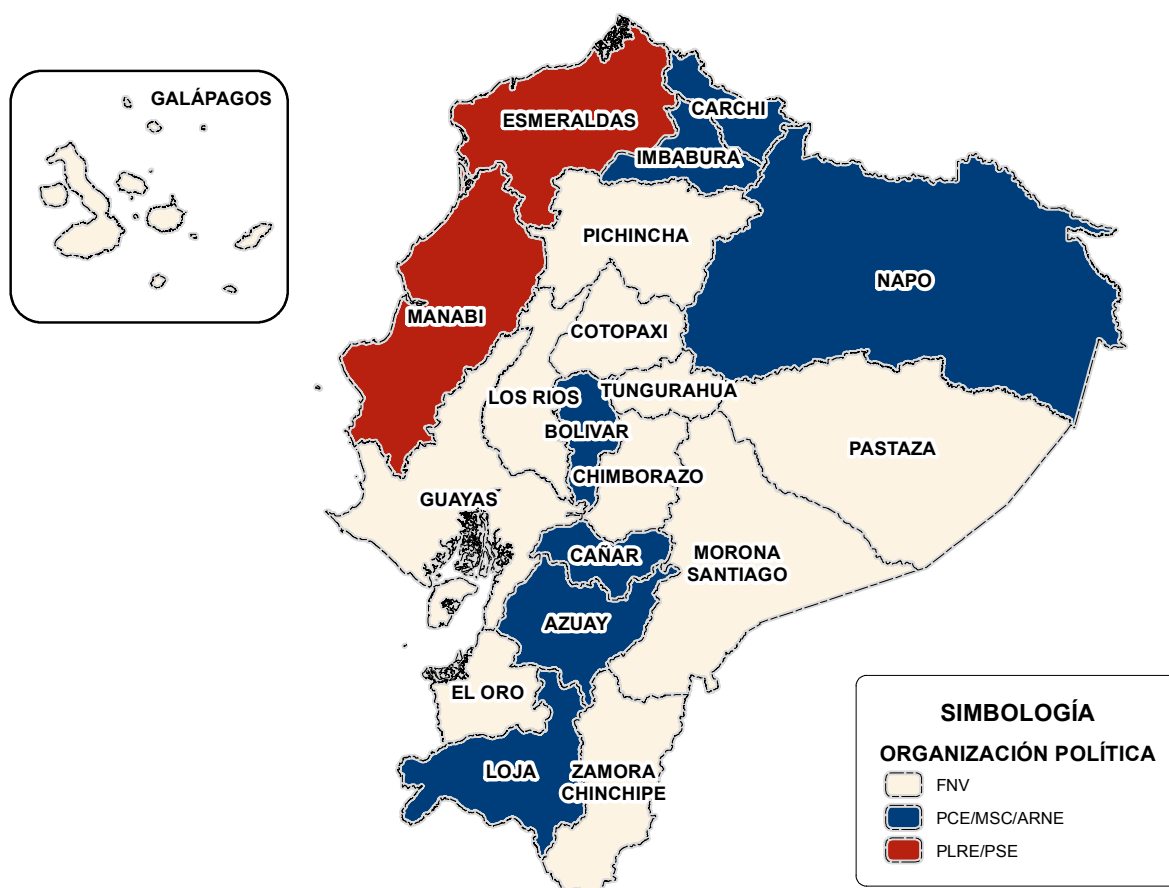 GALÁPAGOS
ESMERALDAS
CARCHI
IMBABURA
PICHINCHA
NAPO
MANABI
COTOPAXI
TUNGURAHUA
LOS RIOS
BOLIVAR
PASTAZA
CHIMBORAZO
GUAYAS
CAÑAR
MORONA
SANTIAGO
AZUAY
EL ORO
LOJA
ZAMORA
CHINCHIPE
SIMBOLOGÍA
ORGANIZACIÓN POLÍTICA
FNV
PCE/MSC/ARNE
PLRE/PSE